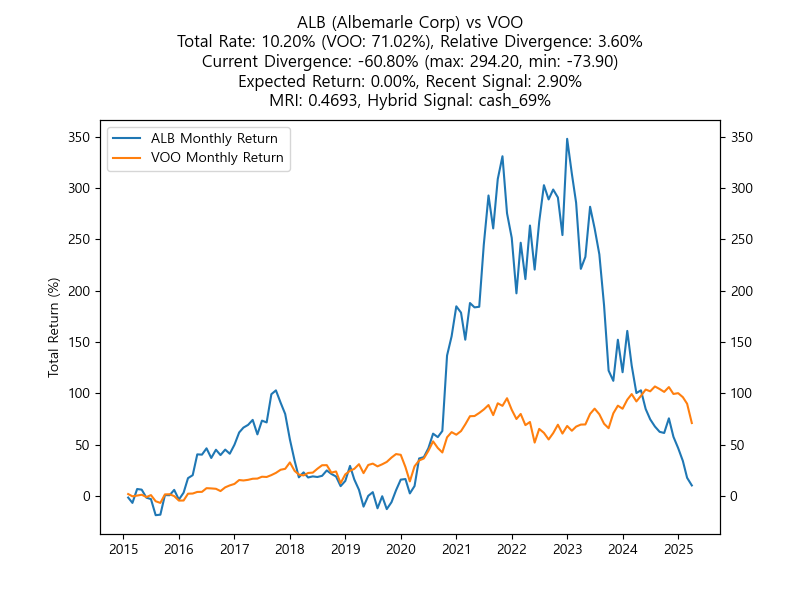 ALB (Albemarle Corp) vs VOO
Total Rate: 10.20% (VOO: 71.02%), Relative Divergence: 3.60%
Current Divergence: -60.80% (max: 294.20, min: -73.90)
Expected Return: 0.00%, Recent Signal: 2.90%
MRI: 0.4693, Hybrid Signal: cash_69%
ALB Monthly Return
VOO Monthly Return
Total Return (%)
350 350
300 300
250 250
200 200
150 150
100 100
50 50
0 0
2015 2016 2017 2018 2019 2020 2021 2022 2023 2024 2025